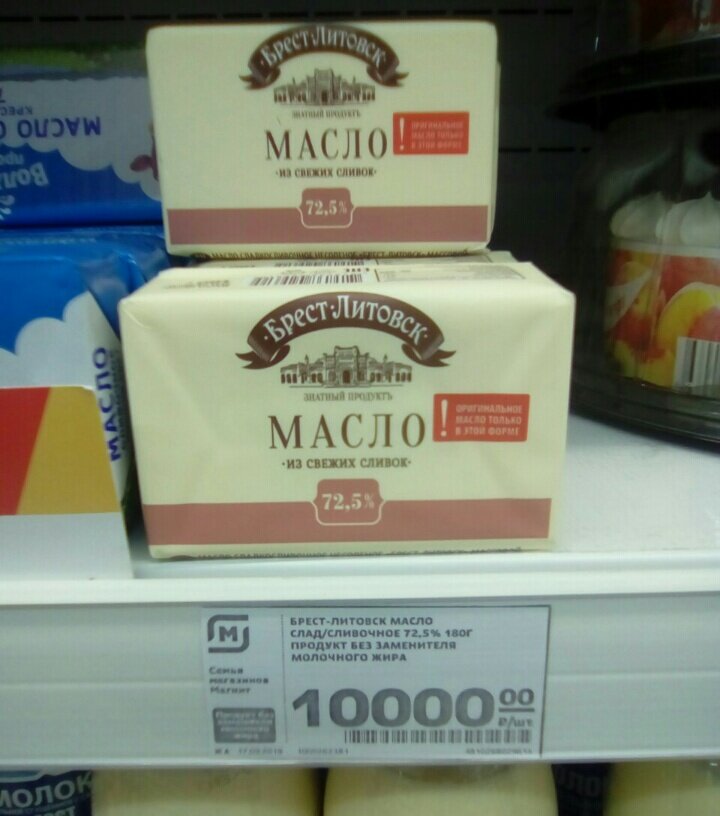 БРЕСТ-ЛИТОВСК
ЗНАТНЫЙ ПРОДУКТЪ
МАСЛО
·ИЗ СВЕЖИХ СЛИВОК·
72,5%
! ОРИГИНАЛЬНОЕ
МАСЛО ТОЛЬКО
В ЭТОЙ ФОРМЕ
МАСЛО
БРЕСТ-ЛИТОВСК
ЗНАТНЫЙ ПРОДУКТЪ
МАСЛО
·ИЗ СВЕЖИХ СЛИВОК·
72,5%
! ОРИГИНАЛЬНОЕ
МАСЛО ТОЛЬКО
В ЭТОЙ ФОРМЕ
МАСЛО
М
Семья
магазинов
Магнит
Продукт без
БРЕСТ-ЛИТОВСК МАСЛО
СЛАД/СЛИВОЧНОЕ 72,5% 180Г
ПРОДУКТ БЕЗ ЗАМЕНИТЕЛЯ
МОЛОЧНОГО ЖИРА
10000 00
₽/шт
МОЛОК